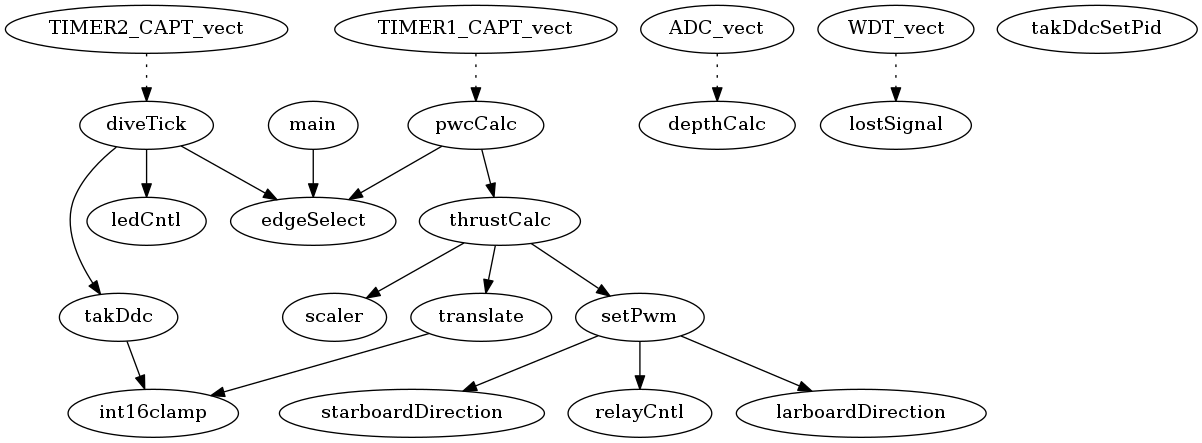 TIMER2_CAPT_vect
TIMER1_CAPT_vect
ADC_vect
WDT_vect
takDdcSetPid
diveTick
main
pwcCalc
depthCalc
lostSignal
ledCntl
edgeSelect
thrustCalc
takDdc
scaler
translate
setPwm
int16clamp
starboardDirection
relayCntl
larboardDirection